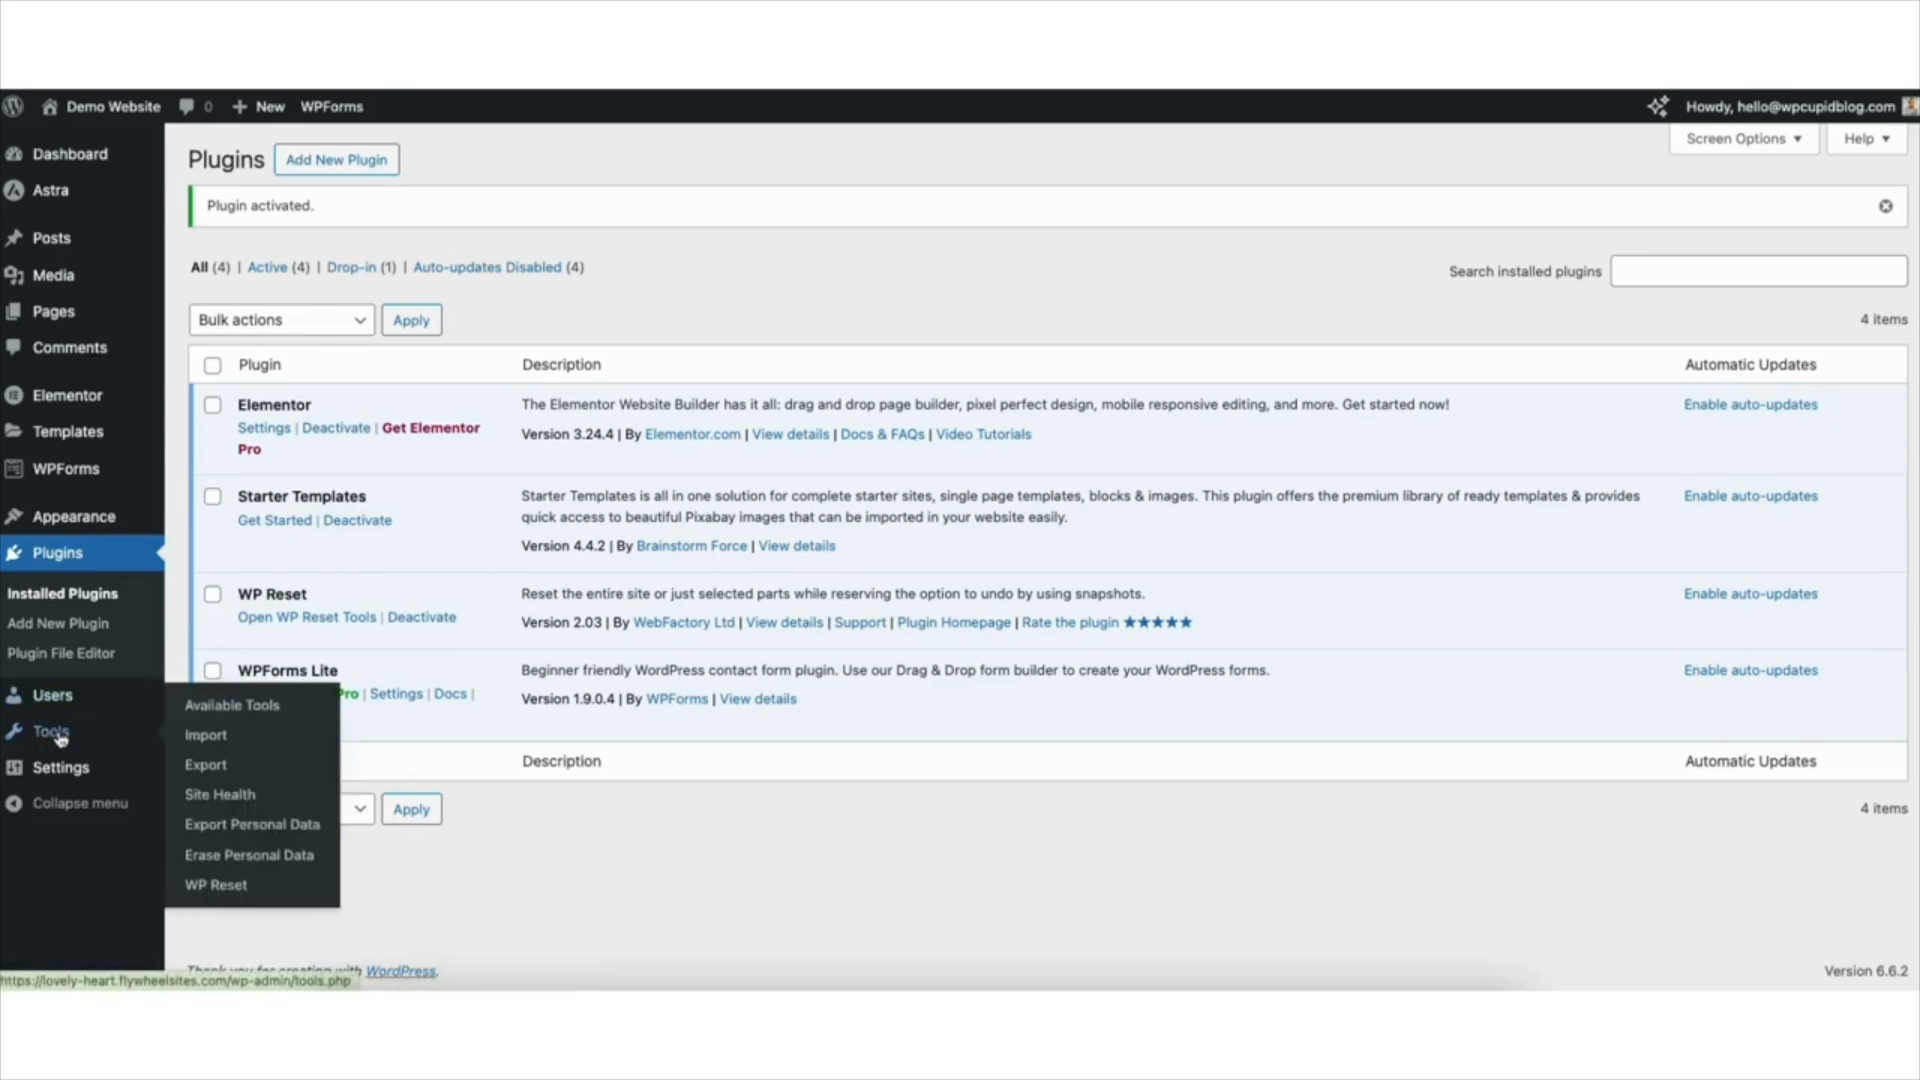 Demo Website 0 New WPForms Howdy, hello@wpcupidblog.com
Screen Options Help
Dashboard
Astra
Posts
Media
Pages
Comments
Elementor
Templates
WPForms
Appearance
Plugins
Installed Plugins
Add New Plugin
Plugin File Editor
Users
Tools
Settings
Collapse menu
Available Tools
Import
Export
Site Health
Export Personal Data
Erase Personal Data
WP Reset
Plugins Add New Plugin
Plugin activated.
All (4) | Active (4) | Drop-in (1) | Auto-updates Disabled (4)
Search installed plugins
Bulk actions Apply
4 items
Plugin Description Automatic Updates
Elementor
Settings | Deactivate | Get Elementor
Pro
The Elementor Website Builder has it all: drag and drop page builder, pixel perfect design, mobile responsive editing, and more. Get started now!
Version 3.24.4 | By Elementor.com | View details | Docs & FAQs | Video Tutorials
Enable auto-updates
Starter Templates
Get Started | Deactivate
Starter Templates is all in one solution for complete starter sites, single page templates, blocks & images. This plugin offers the premium library of ready templates & provides
quick access to beautiful Pixabay images that can be imported in your website easily.
Version 4.4.2 | By Brainstorm Force | View details
Enable auto-updates
WP Reset
Open WP Reset Tools | Deactivate
Reset the entire site or just selected parts while reserving the option to undo by using snapshots.
Version 2.03 | By WebFactory Ltd | View details | Support | Plugin Homepage | Rate the plugin ★★★★★
Enable auto-updates
WPForms Lite
Pro | Settings | Docs |
Beginner friendly WordPress contact form plugin. Use our Drag & Drop form builder to create your WordPress forms.
Version 1.9.0.4 | By WPForms | View details
Enable auto-updates
Description Automatic Updates
Apply
4 items
Thank you for creating with WordPress.
Version 6.6.2
https://lovely-heart.flywheelsites.com/wp-admin/tools.php